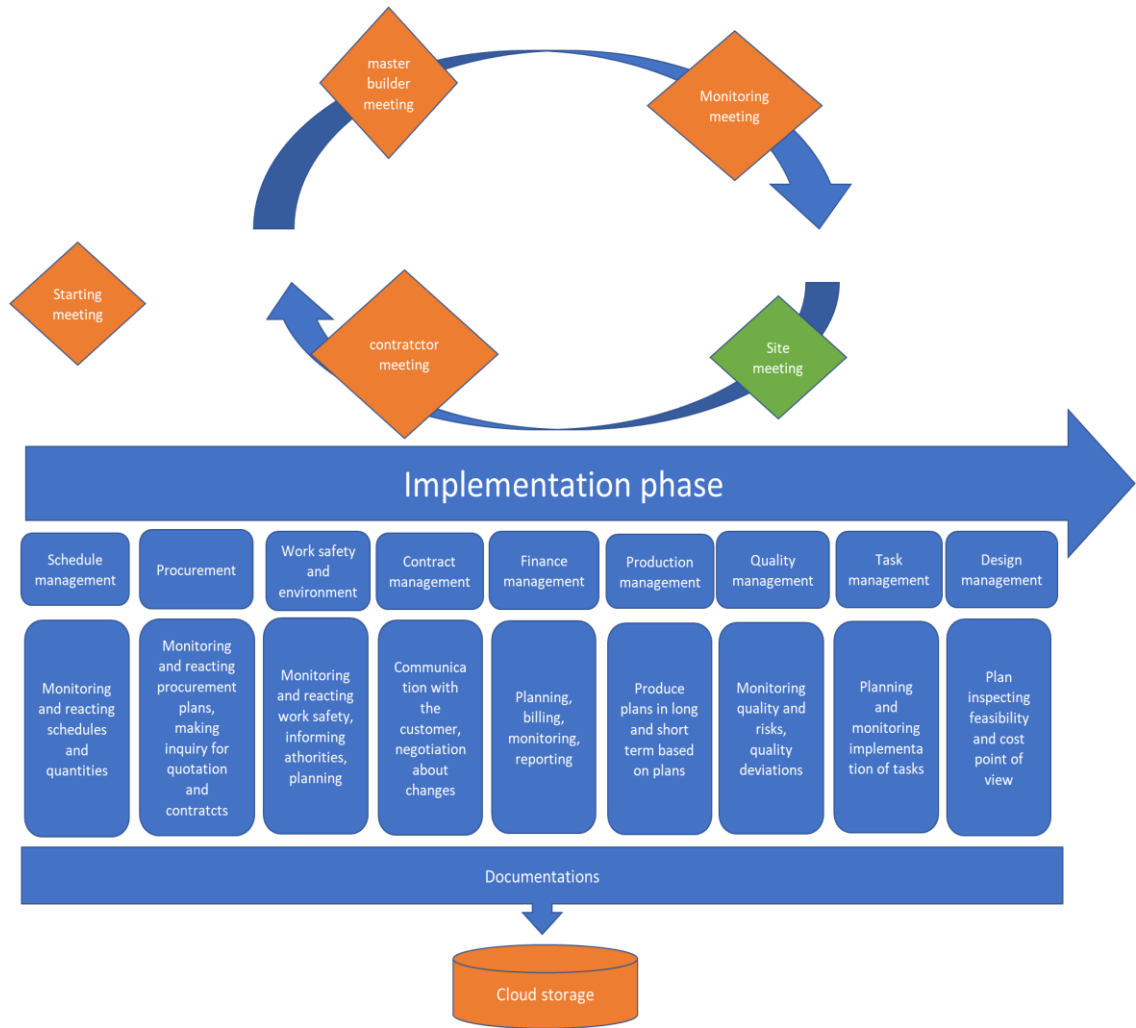 master
builder
meeting
Monitoring
meeting
Starting
meeting
contratctor
meeting
Site
meeting
Implementation phase
Schedule
management
Procurement
Work safety
and
environment
Contract
management
Finance
management
Production
management
Quality
management
Task
management
Design
management
Monitoring
and reacting
schedules
and
quantities
Monitoring
and reacting
procurement
plans,
making
inquiry for
quotation
and
contratcts
Monitoring
and reacting
work safety,
informing
athorities,
planning
Communica
tion with
the
customer,
negotiation
about
changes
Planning,
billing,
monitoring,
reporting
Produce
plans in long
and short
term based
on plans
Monitoring
quality and
risks,
quality
deviations
Planning
and
monitoring
implementa
tion of tasks
Plan
inspecting
feasibility
and cost
point of
view
Documentations
Cloud storage